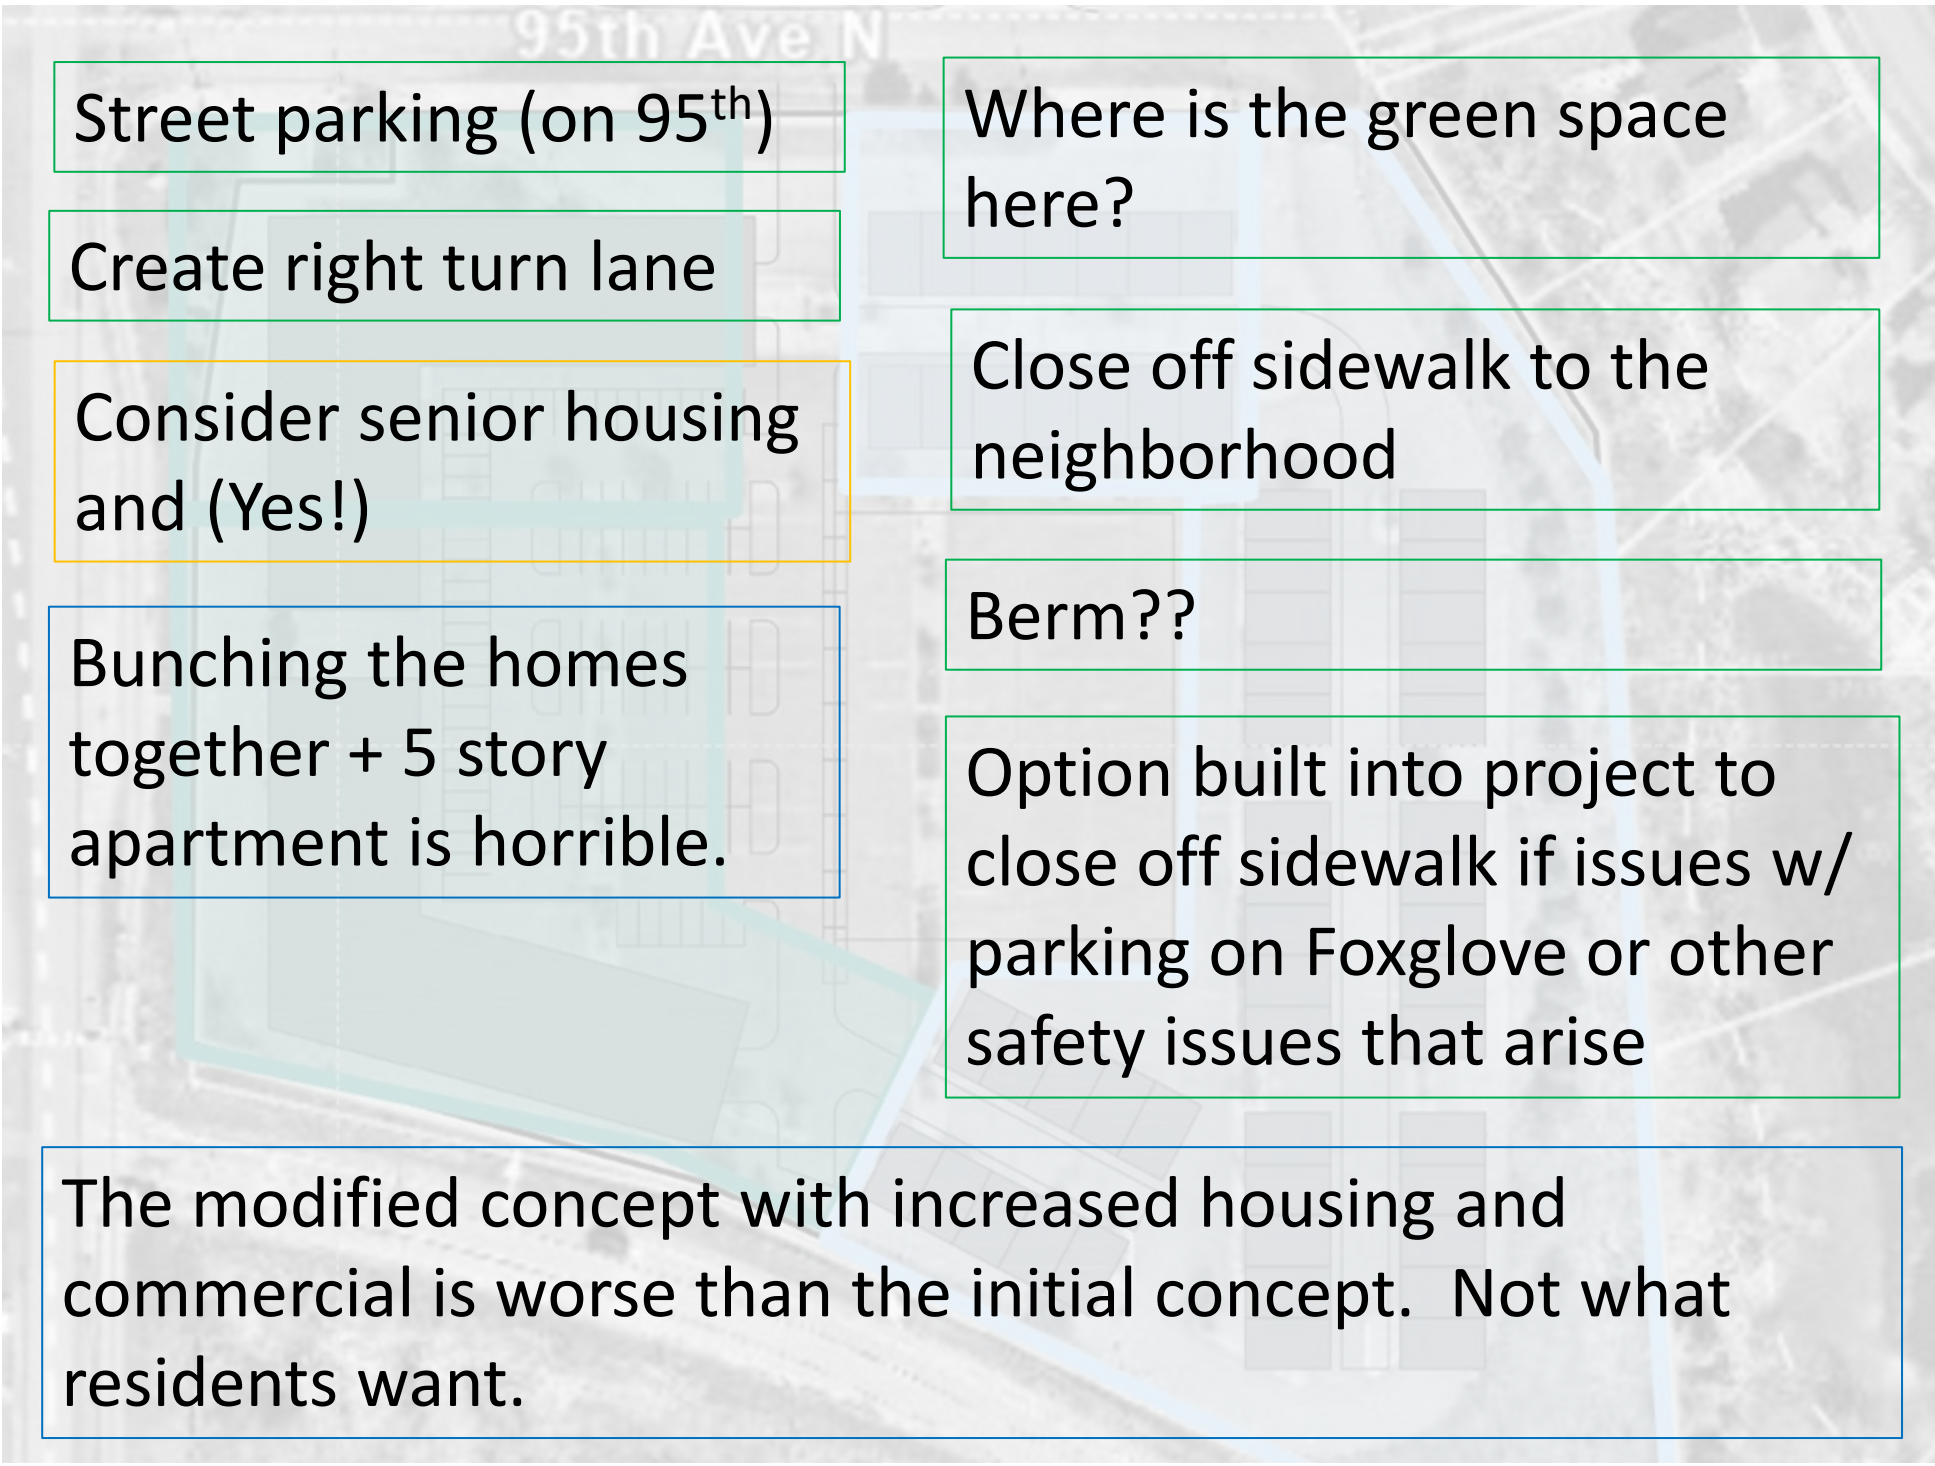 95th Ave N
Street parking (on 95th)
Create right turn lane
Consider senior housing
and (Yes!)
Bunching the homes
together + 5 story
apartment is horrible.
Where is the green space
here?
Close off sidewalk to the
neighborhood
Berm??
Option built into project to
close off sidewalk if issues w/
parking on Foxglove or other
safety issues that arise
The modified concept with increased housing and
commercial is worse than the initial concept.  Not what
residents want.